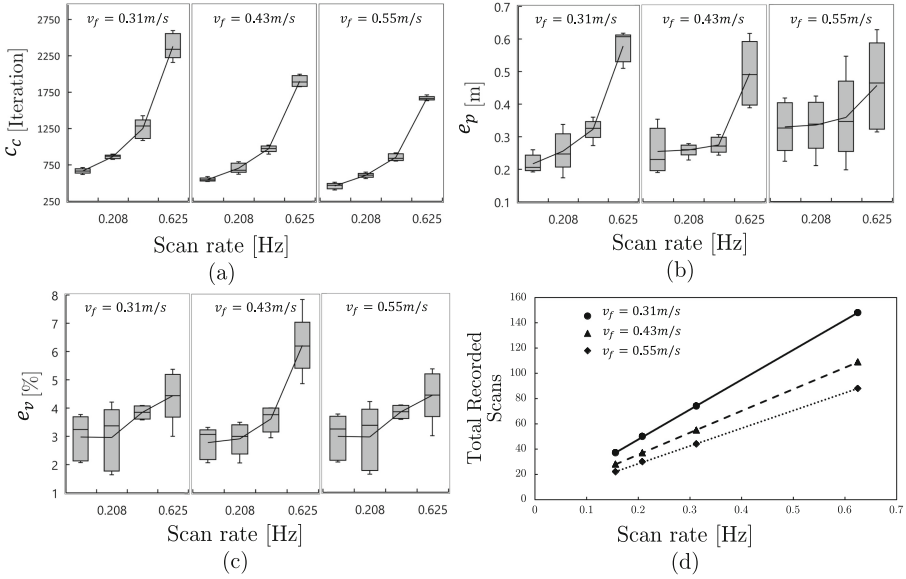 2750
2250
1750
1250
750
250
c_c [Iteration]
v_f = 0.31m/s
v_f = 0.43m/s
v_f = 0.55m/s
0.208 0.625 0.208 0.625 0.208 0.625
Scan rate [Hz]
(a)
0.7
0.6
0.5
0.4
0.3
0.2
0.1
e_p [m]
v_f = 0.31m/s
v_f = 0.43m/s
v_f = 0.55m/s
0.208 0.625 0.208 0.625 0.208 0.625
Scan rate [Hz]
(b)
8
7
6
5
4
3
2
1
e_v [%]
v_f = 0.31m/s
v_f = 0.43m/s
v_f = 0.55m/s
0.208 0.625 0.208 0.625 0.208 0.625
Scan rate [Hz]
(c)
160
140
120
100
80
60
40
20
0
Total Recorded
Scans
v_f = 0.31m/s
v_f = 0.43m/s
v_f = 0.55m/s
0 0.1 0.2 0.3 0.4 0.5 0.6 0.7
Scan rate [Hz]
(d)